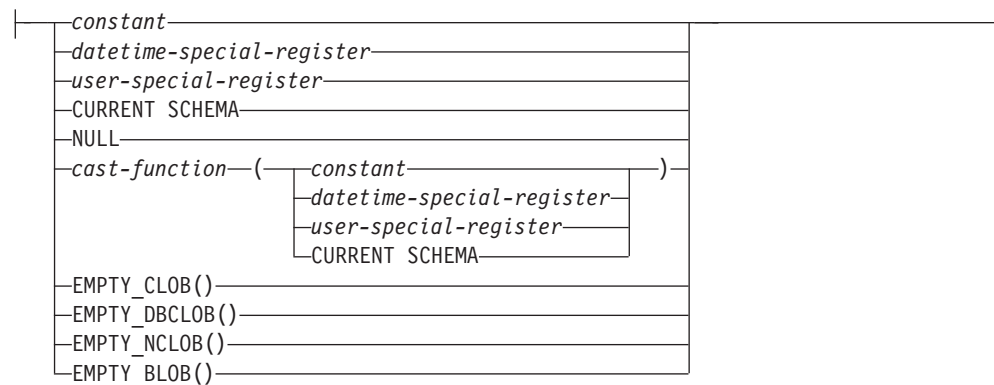 constant
datetime-special-register
user-special-register
CURRENT SCHEMA
NULL
cast-function ( constant )
datetime-special-register
user-special-register
CURRENT SCHEMA
EMPTY_CLOB()
EMPTY_DBCLOB()
EMPTY_NCLOB()
EMPTY_BLOB()